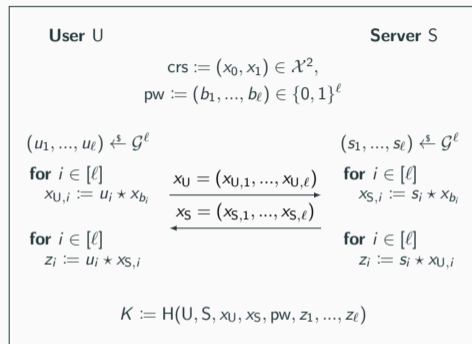 User U Server S
crs := (x₀, x₁) ∈ 𝒳²,
pw := (b₁, ..., b_ℓ) ∈ {0, 1}^ℓ
(u₁, ..., u_ℓ) ←$ 𝒢^ℓ (s₁, ..., s_ℓ) ←$ 𝒢^ℓ
for i ∈ [ℓ] x_U = (x_{U,1}, ..., x_{U,ℓ}) for i ∈ [ℓ]
x_{U,i} := u_i ⋆ x_{b_i} x_{S,i} := s_i ⋆ x_{b_i}
x_S = (x_{S,1}, ..., x_{S,ℓ})
for i ∈ [ℓ] for i ∈ [ℓ]
z_i := u_i ⋆ x_{S,i} z_i := s_i ⋆ x_{U,i}
K := H(U, S, x_U, x_S, pw, z₁, ..., z_ℓ)